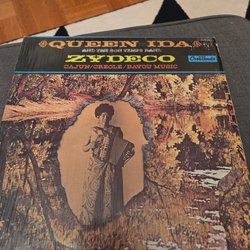 QUEEN IDA
AND THE BON TEMPS BAND
ZYDECO
CAJUN/CREOLE/BAYOU MUSIC